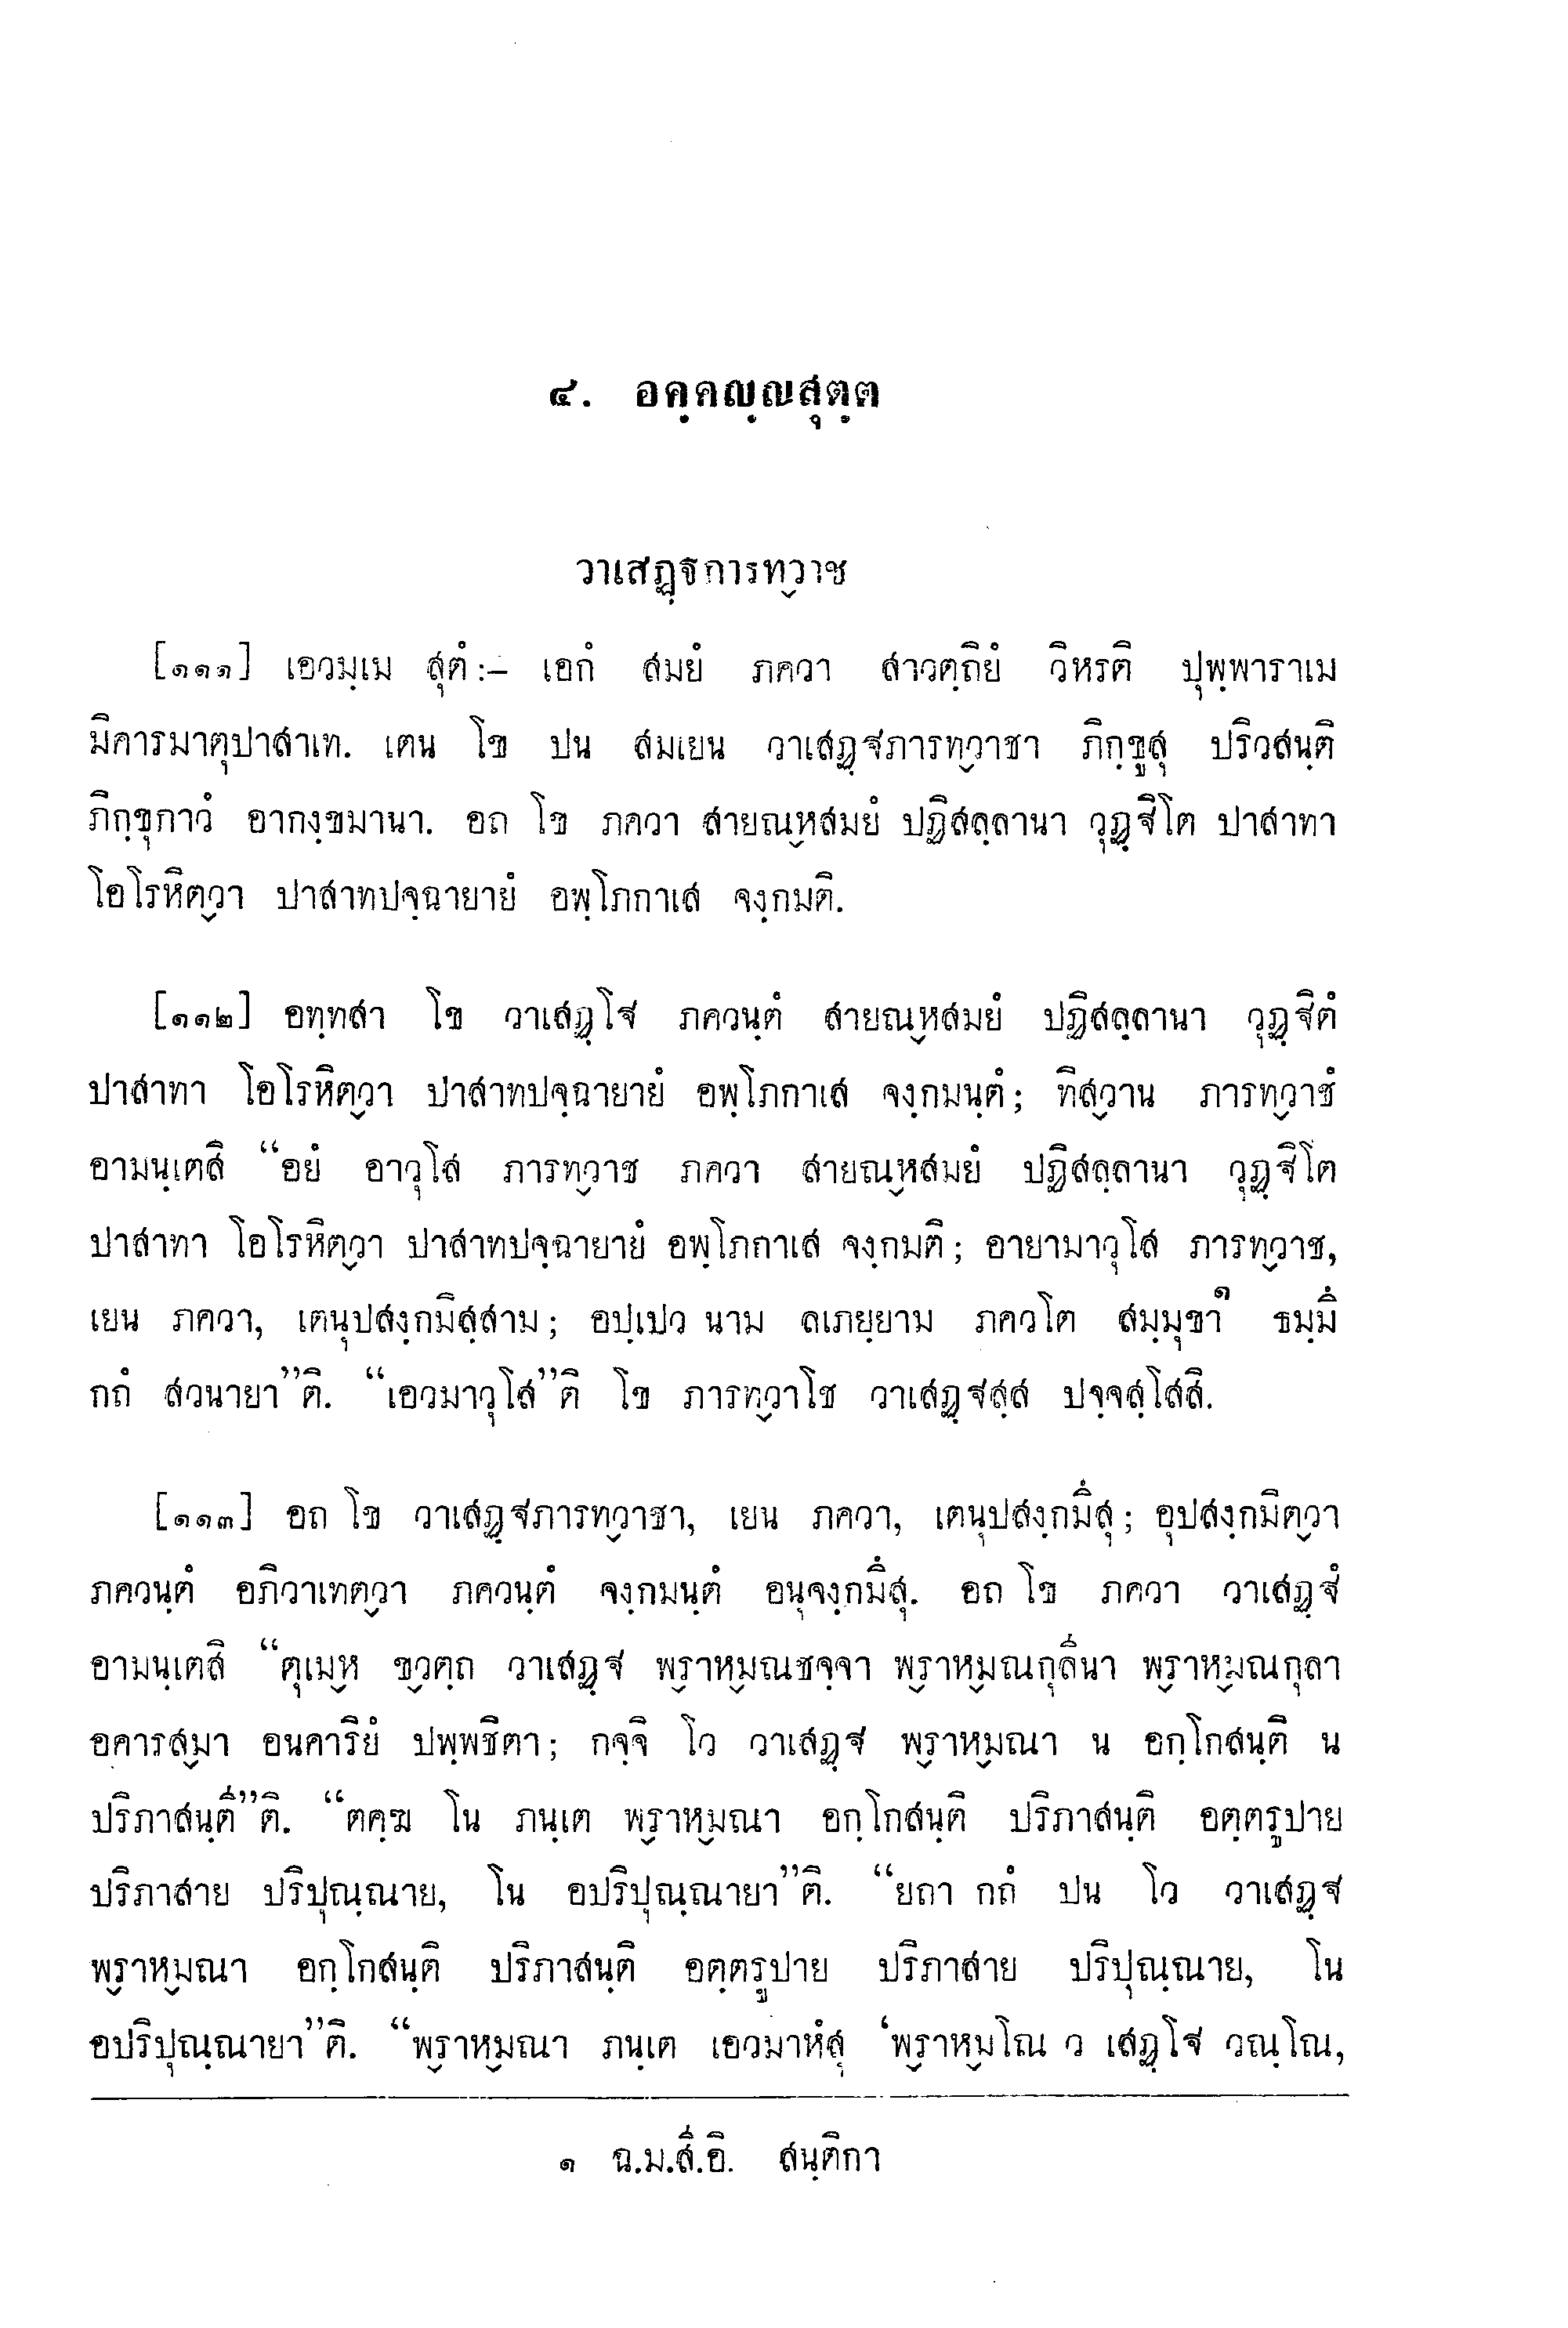 ๔. อคฺคญฺญสุตฺต
วาเสฏฺฐภารทฺวาช
[๑๑๑] เอวมฺเม สุตํ :– เอกํ สมยํ ภควา สาวตฺถิยํ วิหรติ ปุพฺพาราเม
มิคารมาตุปาสาเท. เตน โข ปน สมเยน วาเสฏฺฐภารทฺวาชา ภิกฺขูสุ ปริวสนฺติ
ภิกฺขุภาวํ อากงฺขมานา. อถ โข ภควา สายณฺหสมยํ ปฏิสลฺลานา วุฏฺฐิโต ปาสาทา
โอโรหิตฺวา ปาสาทปจฺฉายายํ อพฺโภกาเส จงฺกมติ.
[๑๑๒] อทฺทสา โข วาเสฏฺโฐ ภควนฺตํ สายณฺหสมยํ ปฏิสลฺลานา วุฏฺฐิตํ
ปาสาทา โอโรหิตฺวา ปาสาทปจฺฉายายํ อพฺโภกาเส จงฺกมนฺตํ; ทิสฺวาน ภารทฺวาชํ
อามนฺเตสิ “อยํ อาวุโส ภารทฺวาช ภควา สายณฺหสมยํ ปฏิสลฺลานา วุฏฺฐิโต
ปาสาทา โอโรหิตฺวา ปาสาทปจฺฉายายํ อพฺโภกาเส จงฺกมติ; อายามาวุโส ภารทฺวาช,
เยน ภควา, เตนุปสงฺกมิสฺสาม; อปฺเปว นาม ลเภยฺยาม ภควโต สมฺมุขา๑ ธมฺมึ
กถํ สวนายา”ติ. “เอวมาวุโส”ติ โข ภารทฺวาโช วาเสฏฺฐสฺส ปจฺจสฺโสสิ.
[๑๑๓] อถ โข วาเสฏฺฐภารทฺวาชา, เยน ภควา, เตนุปสงฺกมึสุ; อุปสงฺกมิตฺวา
ภควนฺตํ อภิวาเทตฺวา ภควนฺตํ จงฺกมนฺตํ อนุจงฺกมึสุ. อถ โข ภควา วาเสฏฺฐํ
อามนฺเตสิ “ตุเมฺห ขฺวตฺถ วาเสฏฺฐ พฺราหฺมณชจฺจา พฺราหฺมณกุลีนา พฺราหฺมณกุลา
อคารสฺมา อนคาริยํ ปพฺพชิตา; กจฺจิ โว วาเสฏฺฐ พฺราหฺมณา น อกฺโกสนฺติ น
ปริภาสนฺตี”ติ. “ตคฺฆ โน ภนฺเต พฺราหฺมณา อกฺโกสนฺติ ปริภาสนฺติ อตฺตรูปาย
ปริภาสาย ปริปุณฺณาย, โน อปริปุณฺณายา”ติ. “ยถา กถํ ปน โว วาเสฏฺฐ
พฺราหฺมณา อกฺโกสนฺติ ปริภาสนฺติ อตฺตรูปาย ปริภาสาย ปริปุณฺณาย, โน
อปริปุณฺณายา”ติ. “พฺราหฺมณา ภนฺเต เอวมาหํสุ ‘พฺราหฺมโณ ว เสฏฺโฐ วณฺโณ,
๑ ฉ.ม.สี.อิ. สนฺติกา